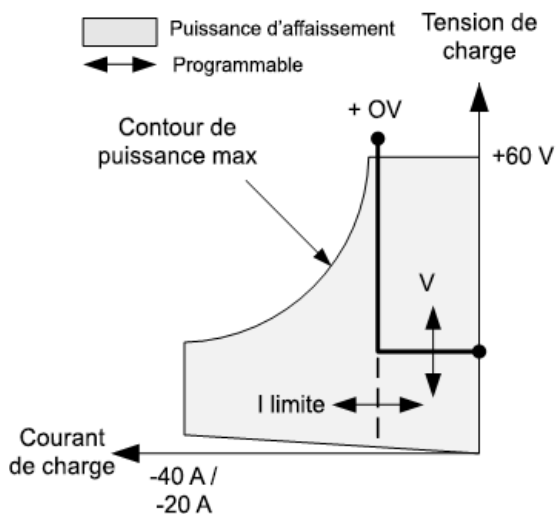 Puissance d'affaissement
Programmable
Tension de
charge
+ OV
Contour de
puissance max
+60 V
V
I limite
Courant
de charge
-40 A /
-20 A